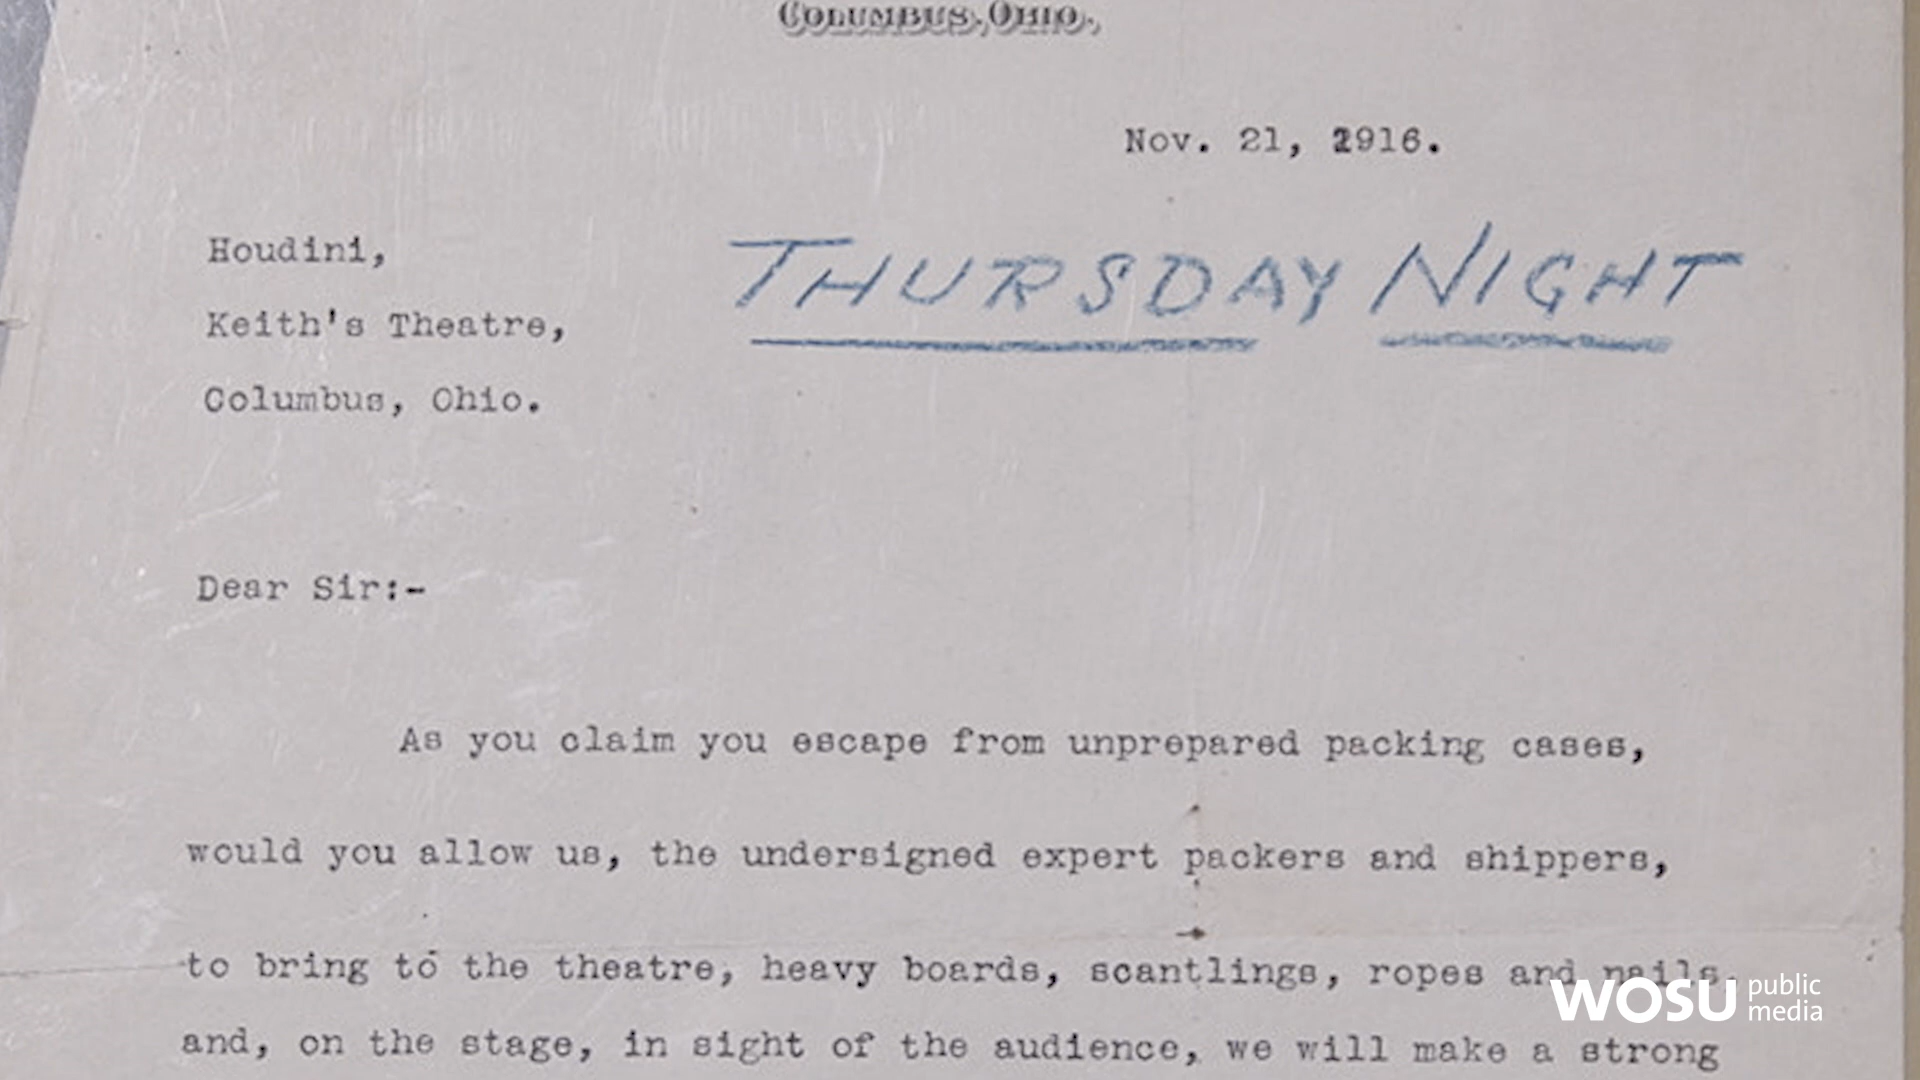 COLUMBUS, OHIO.,
Nov. 21, 1916.
Houdini,
THURSDAY NIGHT
Keith's Theatre,
Columbus, Ohio.
Dear Sir:-
As you claim you escape from unprepared packing cases,
would you allow us, the undersigned expert packers and shippers,
to bring to the theatre, heavy boards, scantlings, ropes and nails,
and, on the stage, in sight of the audience, we will make a strong
WOSU public media